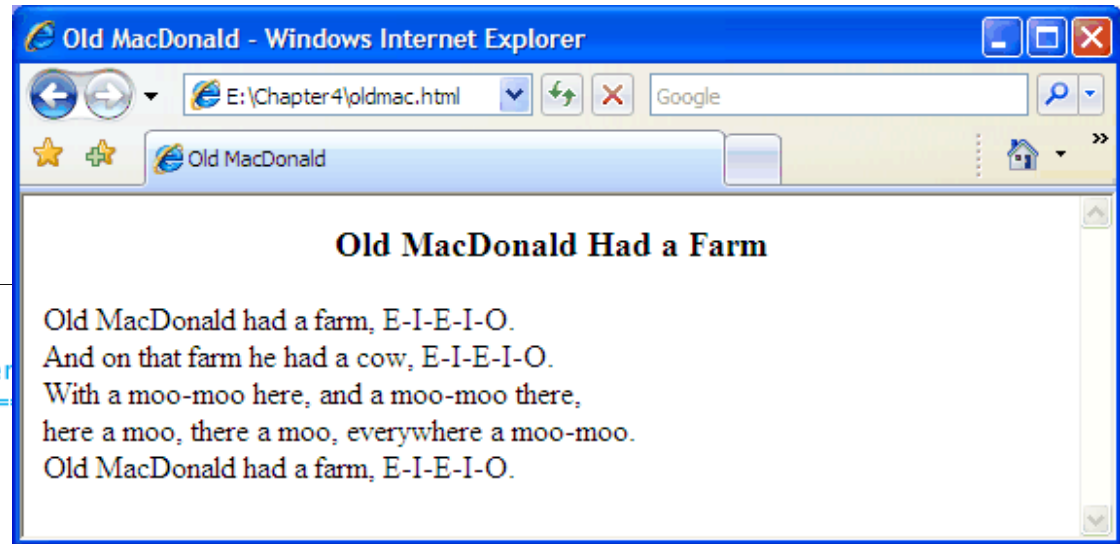 Old MacDonald - Windows Internet Explorer
E:\Chapter4\oldmac.html Google
Old MacDonald
»
Old MacDonald Had a Farm
Old MacDonald had a farm, E-I-E-I-O.
And on that farm he had a cow, E-I-E-I-O.
With a moo-moo here, and a moo-moo there,
here a moo, there a moo, everywhere a moo-moo.
Old MacDonald had a farm, E-I-E-I-O.